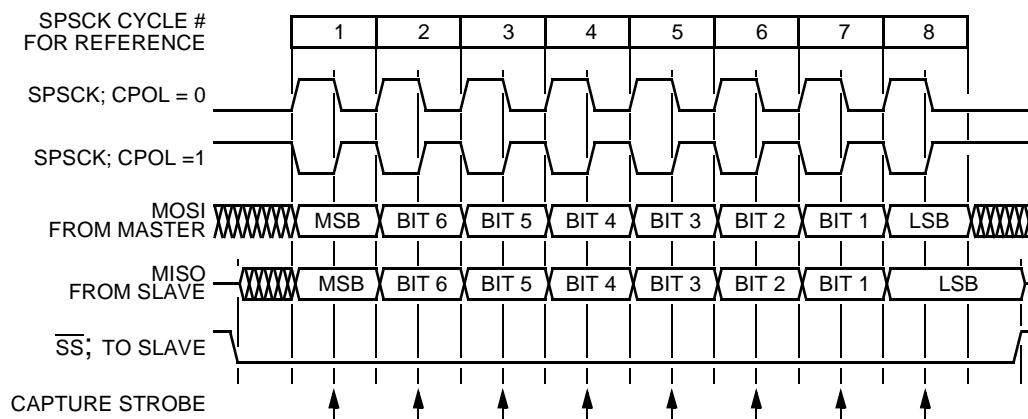 SPSCK CYCLE #
FOR REFERENCE
1 2 3 4 5 6 7 8
SPSCK; CPOL = 0
SPSCK; CPOL =1
MOSI
FROM MASTER
MSB BIT 6 BIT 5 BIT 4 BIT 3 BIT 2 BIT 1 LSB
MISO
FROM SLAVE
MSB BIT 6 BIT 5 BIT 4 BIT 3 BIT 2 BIT 1 LSB
SS; TO SLAVE
CAPTURE STROBE